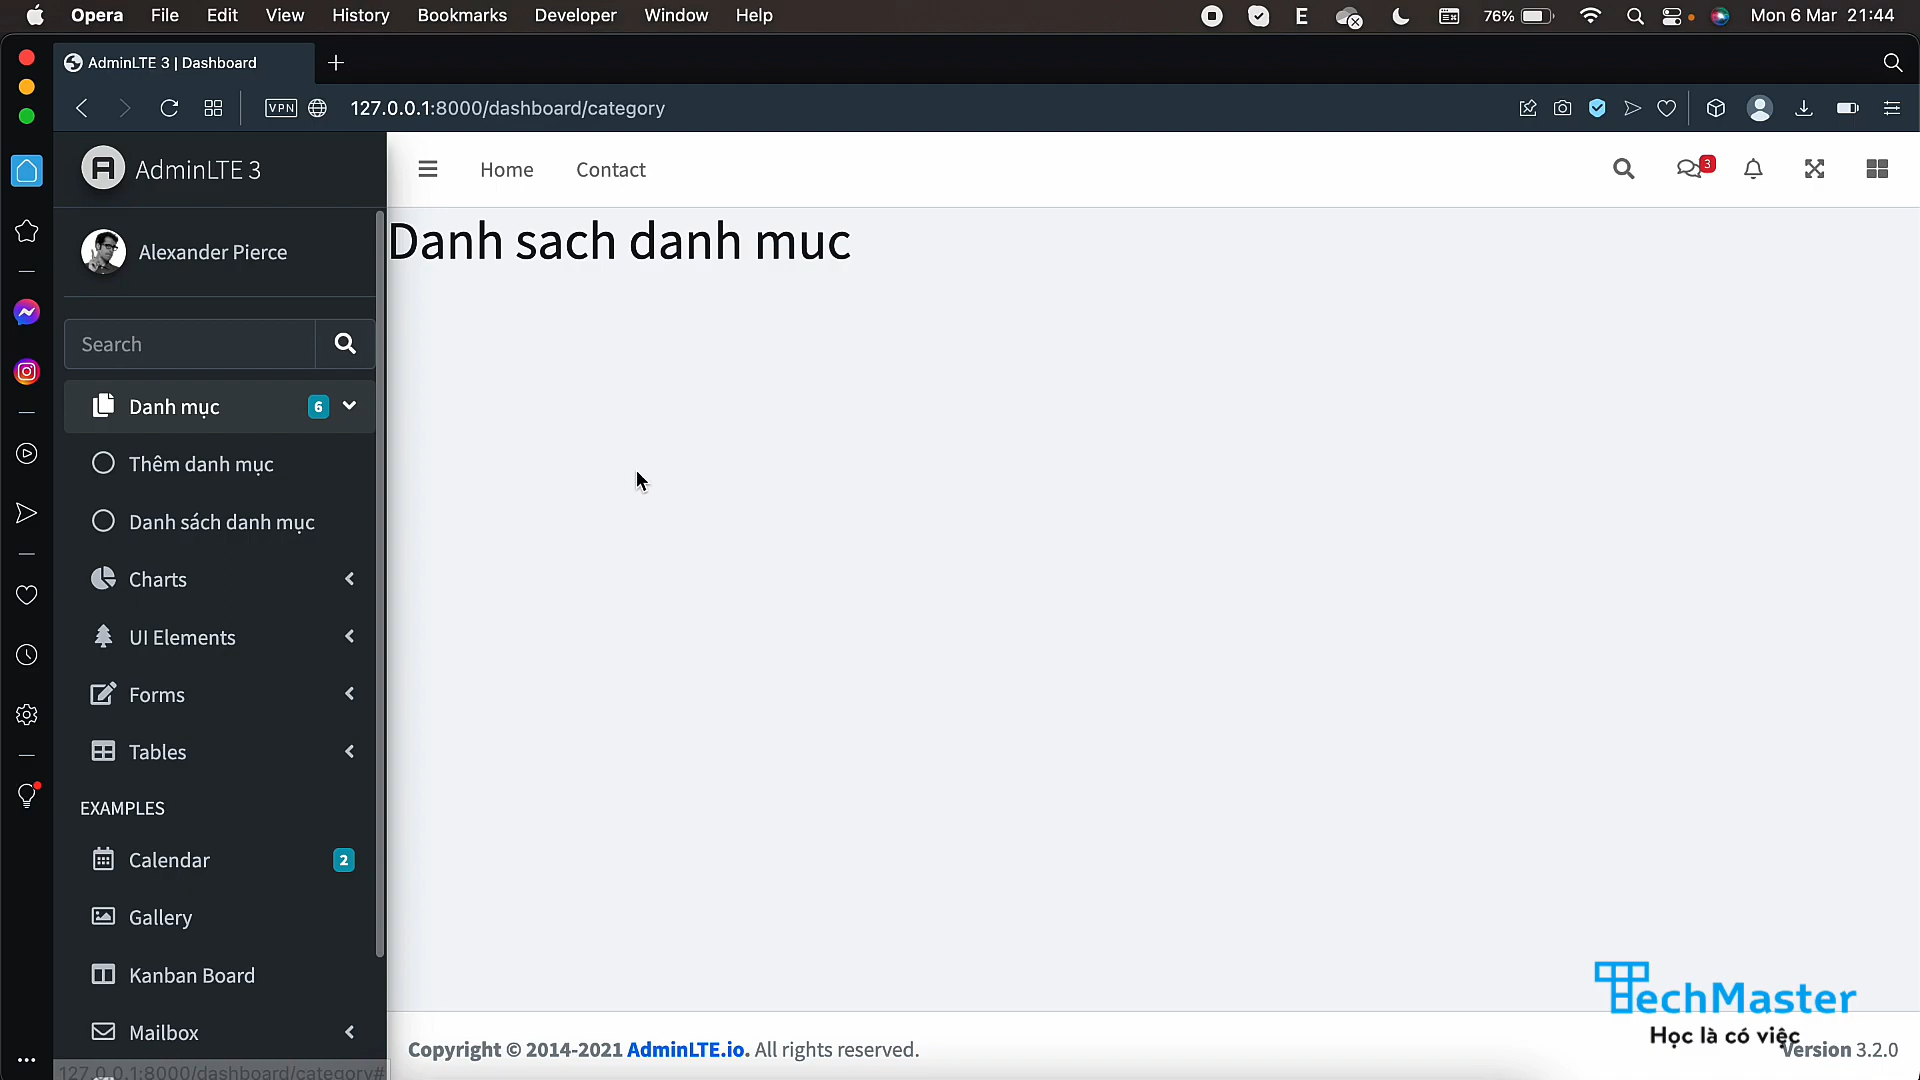 Opera File Edit View History Bookmarks Developer Window Help
E 76% Mon 6 Mar 21:44
AdminLTE 3 | Dashboard
VPN 127.0.0.1:8000/dashboard/category
AdminLTE 3
Home Contact
3
Alexander Pierce
Danh sach danh muc
Search
Danh mục 6
Thêm danh mục
Danh sách danh mục
Charts
UI Elements
Forms
Tables
EXAMPLES
Calendar 2
Gallery
Kanban Board
Mailbox
TechMaster
Học là có việc
Copyright © 2014-2021 AdminLTE.io. All rights reserved.
Version 3.2.0
127.0.0.1:8000/dashboard/category#